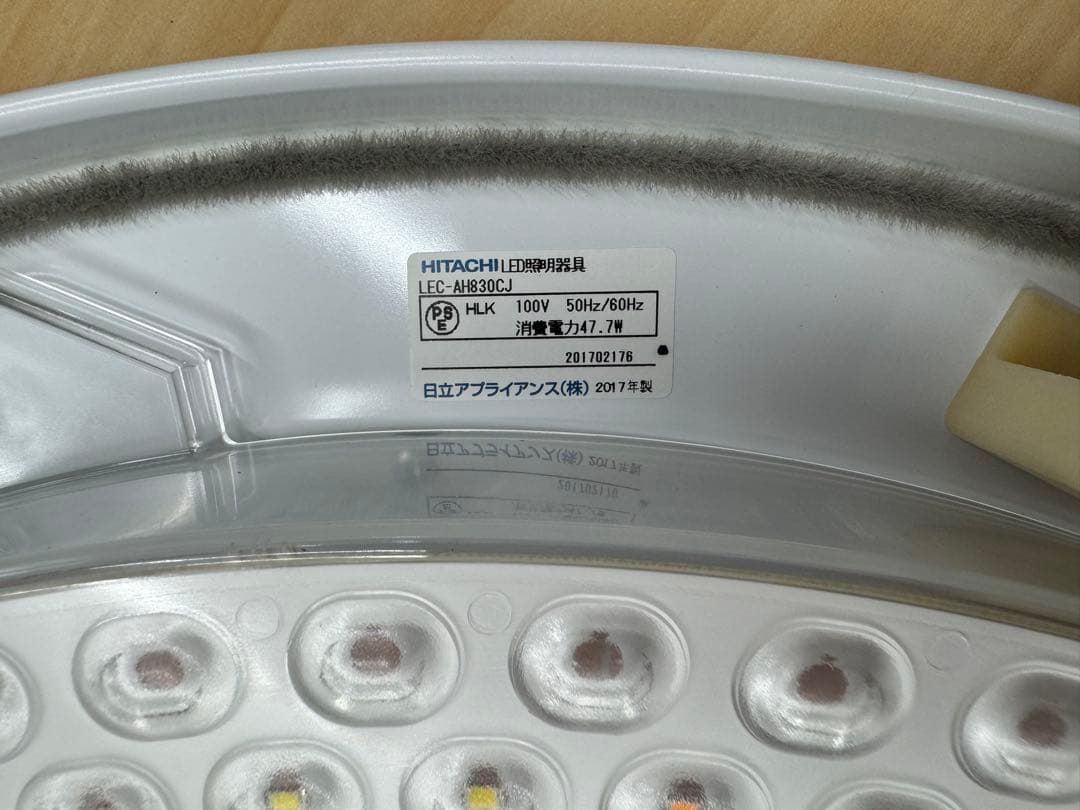 HITACHI LED照明器具
LEC-AH830CJ
PSE HLK 100V 50Hz/60Hz
消費電力47.7W
201702176
日立アプライアンス(株) 2017年製